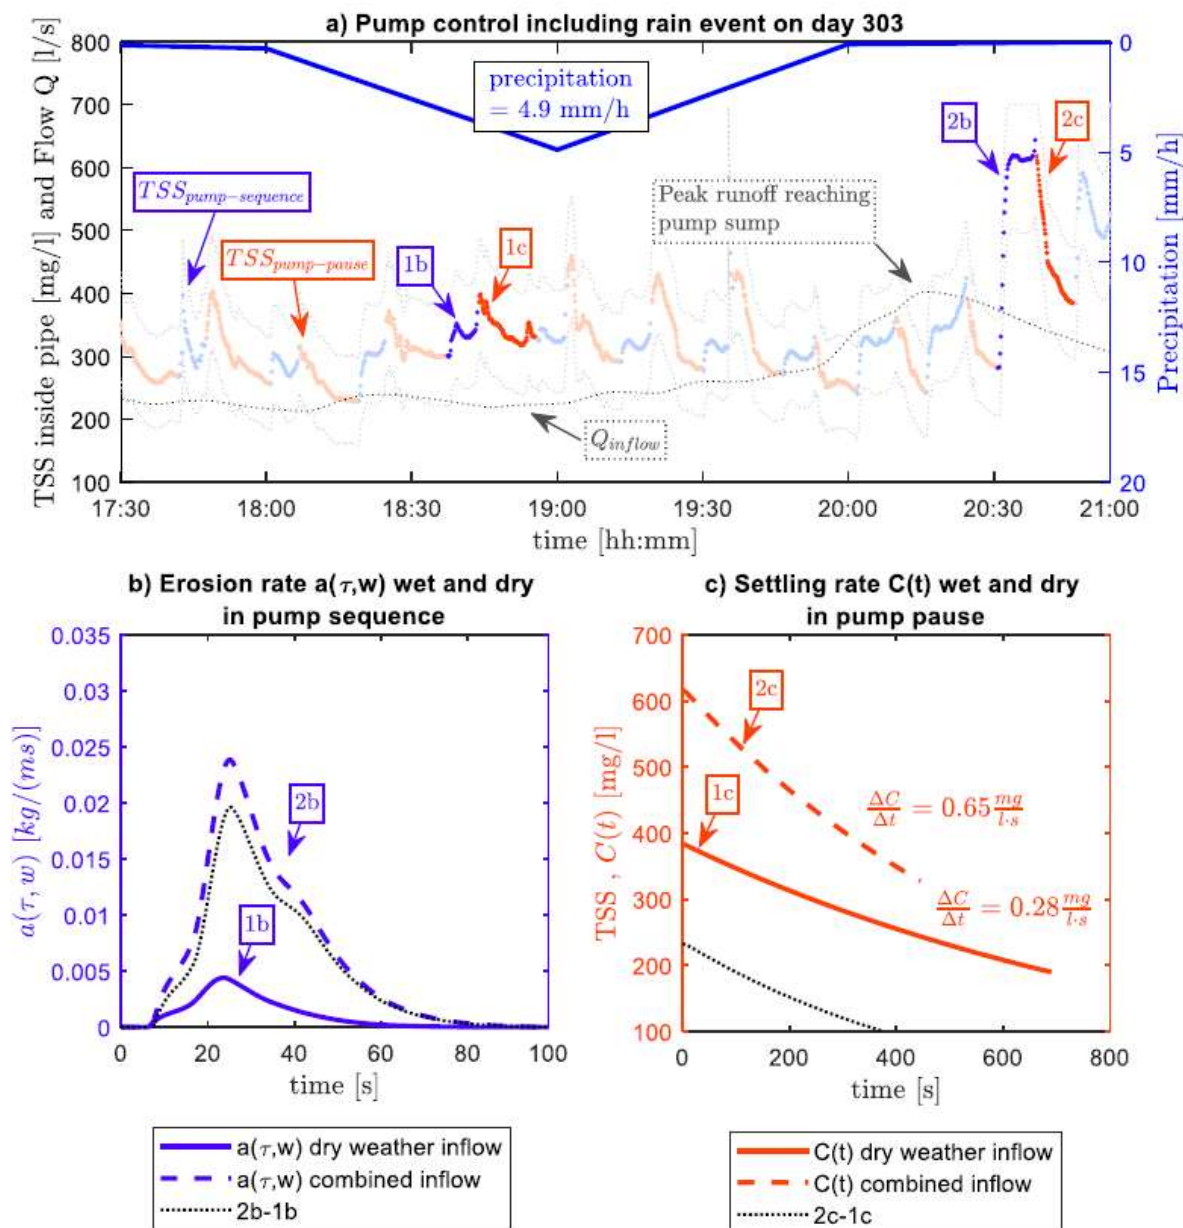 a) Pump control including rain event on day 303
TSS inside pipe [mg/l] and Flow Q [l/s]
800
700
600
500
400
300
200
100
precipitation
= 4.9 mm/h
TSS_{pump-sequence}
TSS_{pump-pause}
1b
1c
Peak runoff reaching
pump sump
2b
2c
Q_{inflow}
0
5
10
15
20
Precipitation [mm/h]
17:30 18:00 18:30 19:00 19:30 20:00 20:30 21:00
time [hh:mm]
b) Erosion rate a(τ,w) wet and dry
in pump sequence
a(τ, w) [kg/(ms)]
0.035
0.03
0.025
0.02
0.015
0.01
0.005
0
2b
1b
0 20 40 60 80 100
time [s]
a(τ,w) dry weather inflow
a(τ,w) combined inflow
2b-1b
c) Settling rate C(t) wet and dry
in pump pause
TSS , C(t) [mg/l]
700
600
500
400
300
200
100
2c
1c
ΔC/Δt = 0.65 mg/l·s
ΔC/Δt = 0.28 mg/l·s
0 200 400 600 800
time [s]
C(t) dry weather inflow
C(t) combined inflow
2c-1c